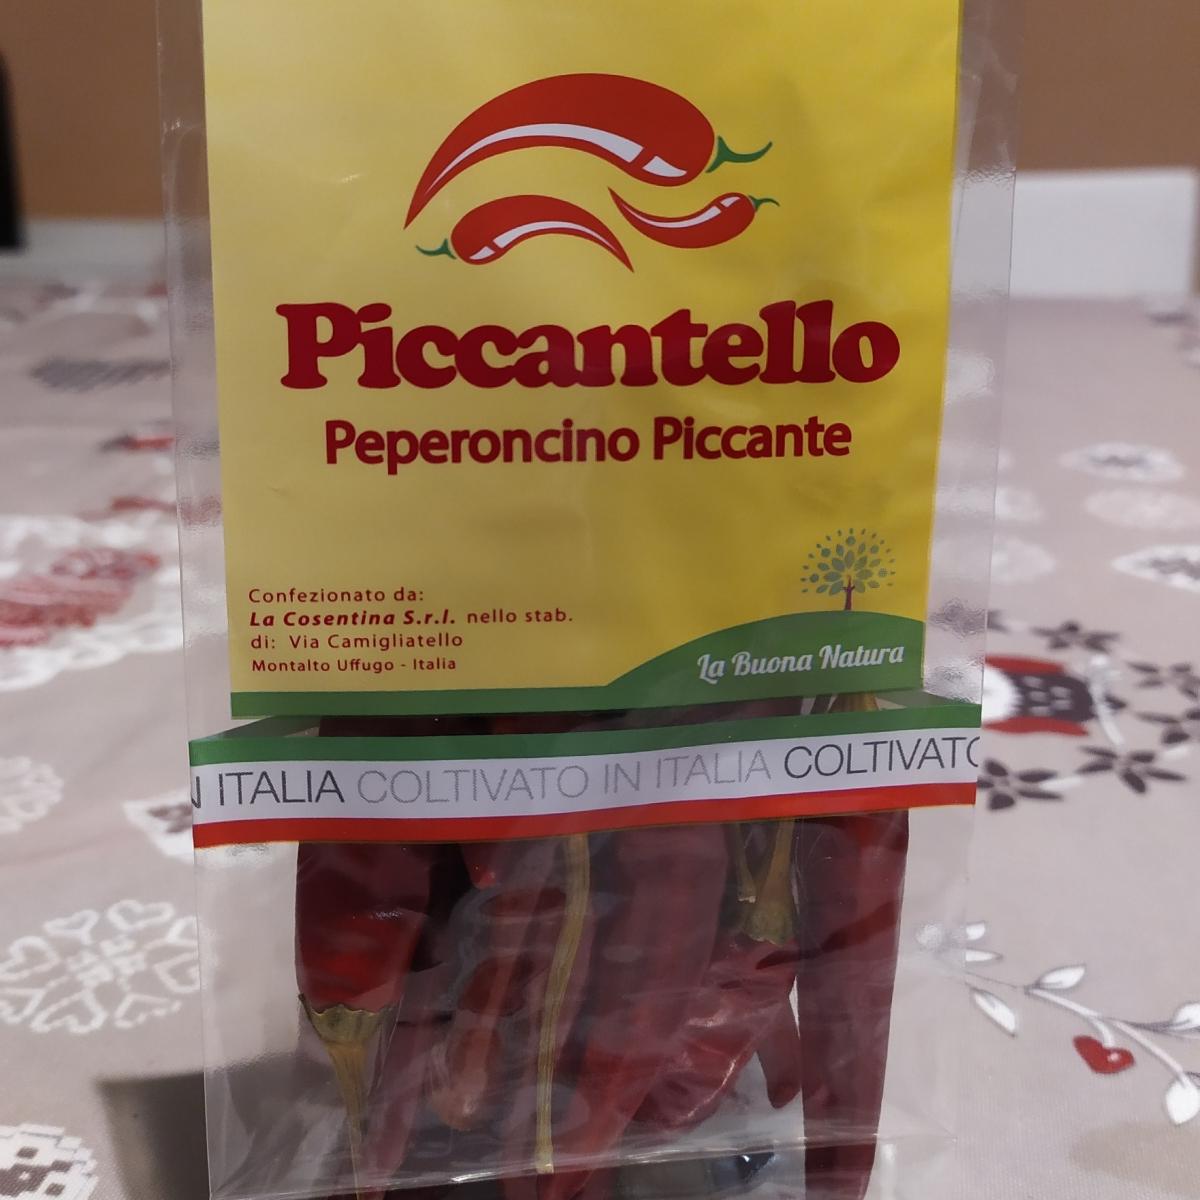 Piccantello
Peperoncino Piccante
Confezionato da:
La Cosentina S.r.l. nello stab.
di: Via Camigliatello
Montalto Uffugo - Italia
La Buona Natura
N ITALIA COLTIVATO IN ITALIA COLTIVATO